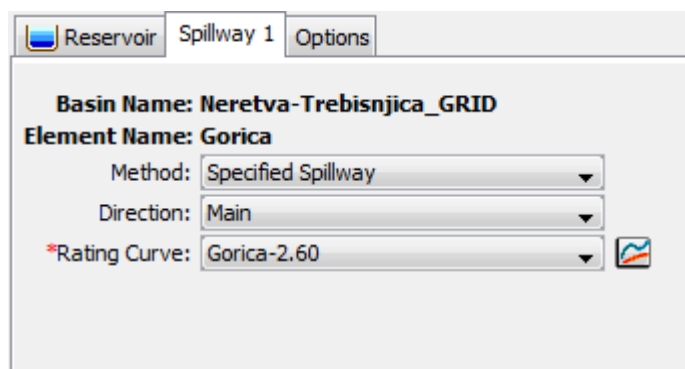 Reservoir Spillway 1 Options
Basin Name: Neretva-Trebisnjica_GRID
Element Name: Gorica
Method: Specified Spillway
Direction: Main
*Rating Curve: Gorica-2.60